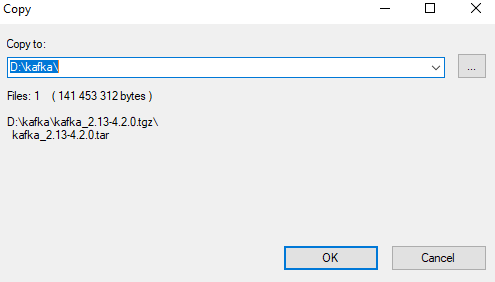 Copy
Copy to:
D:\kafka\
...
Files: 1    ( 141 453 312 bytes )
D:\kafka\kafka_2.13-4.2.0.tgz\
kafka_2.13-4.2.0.tar
OK
Cancel